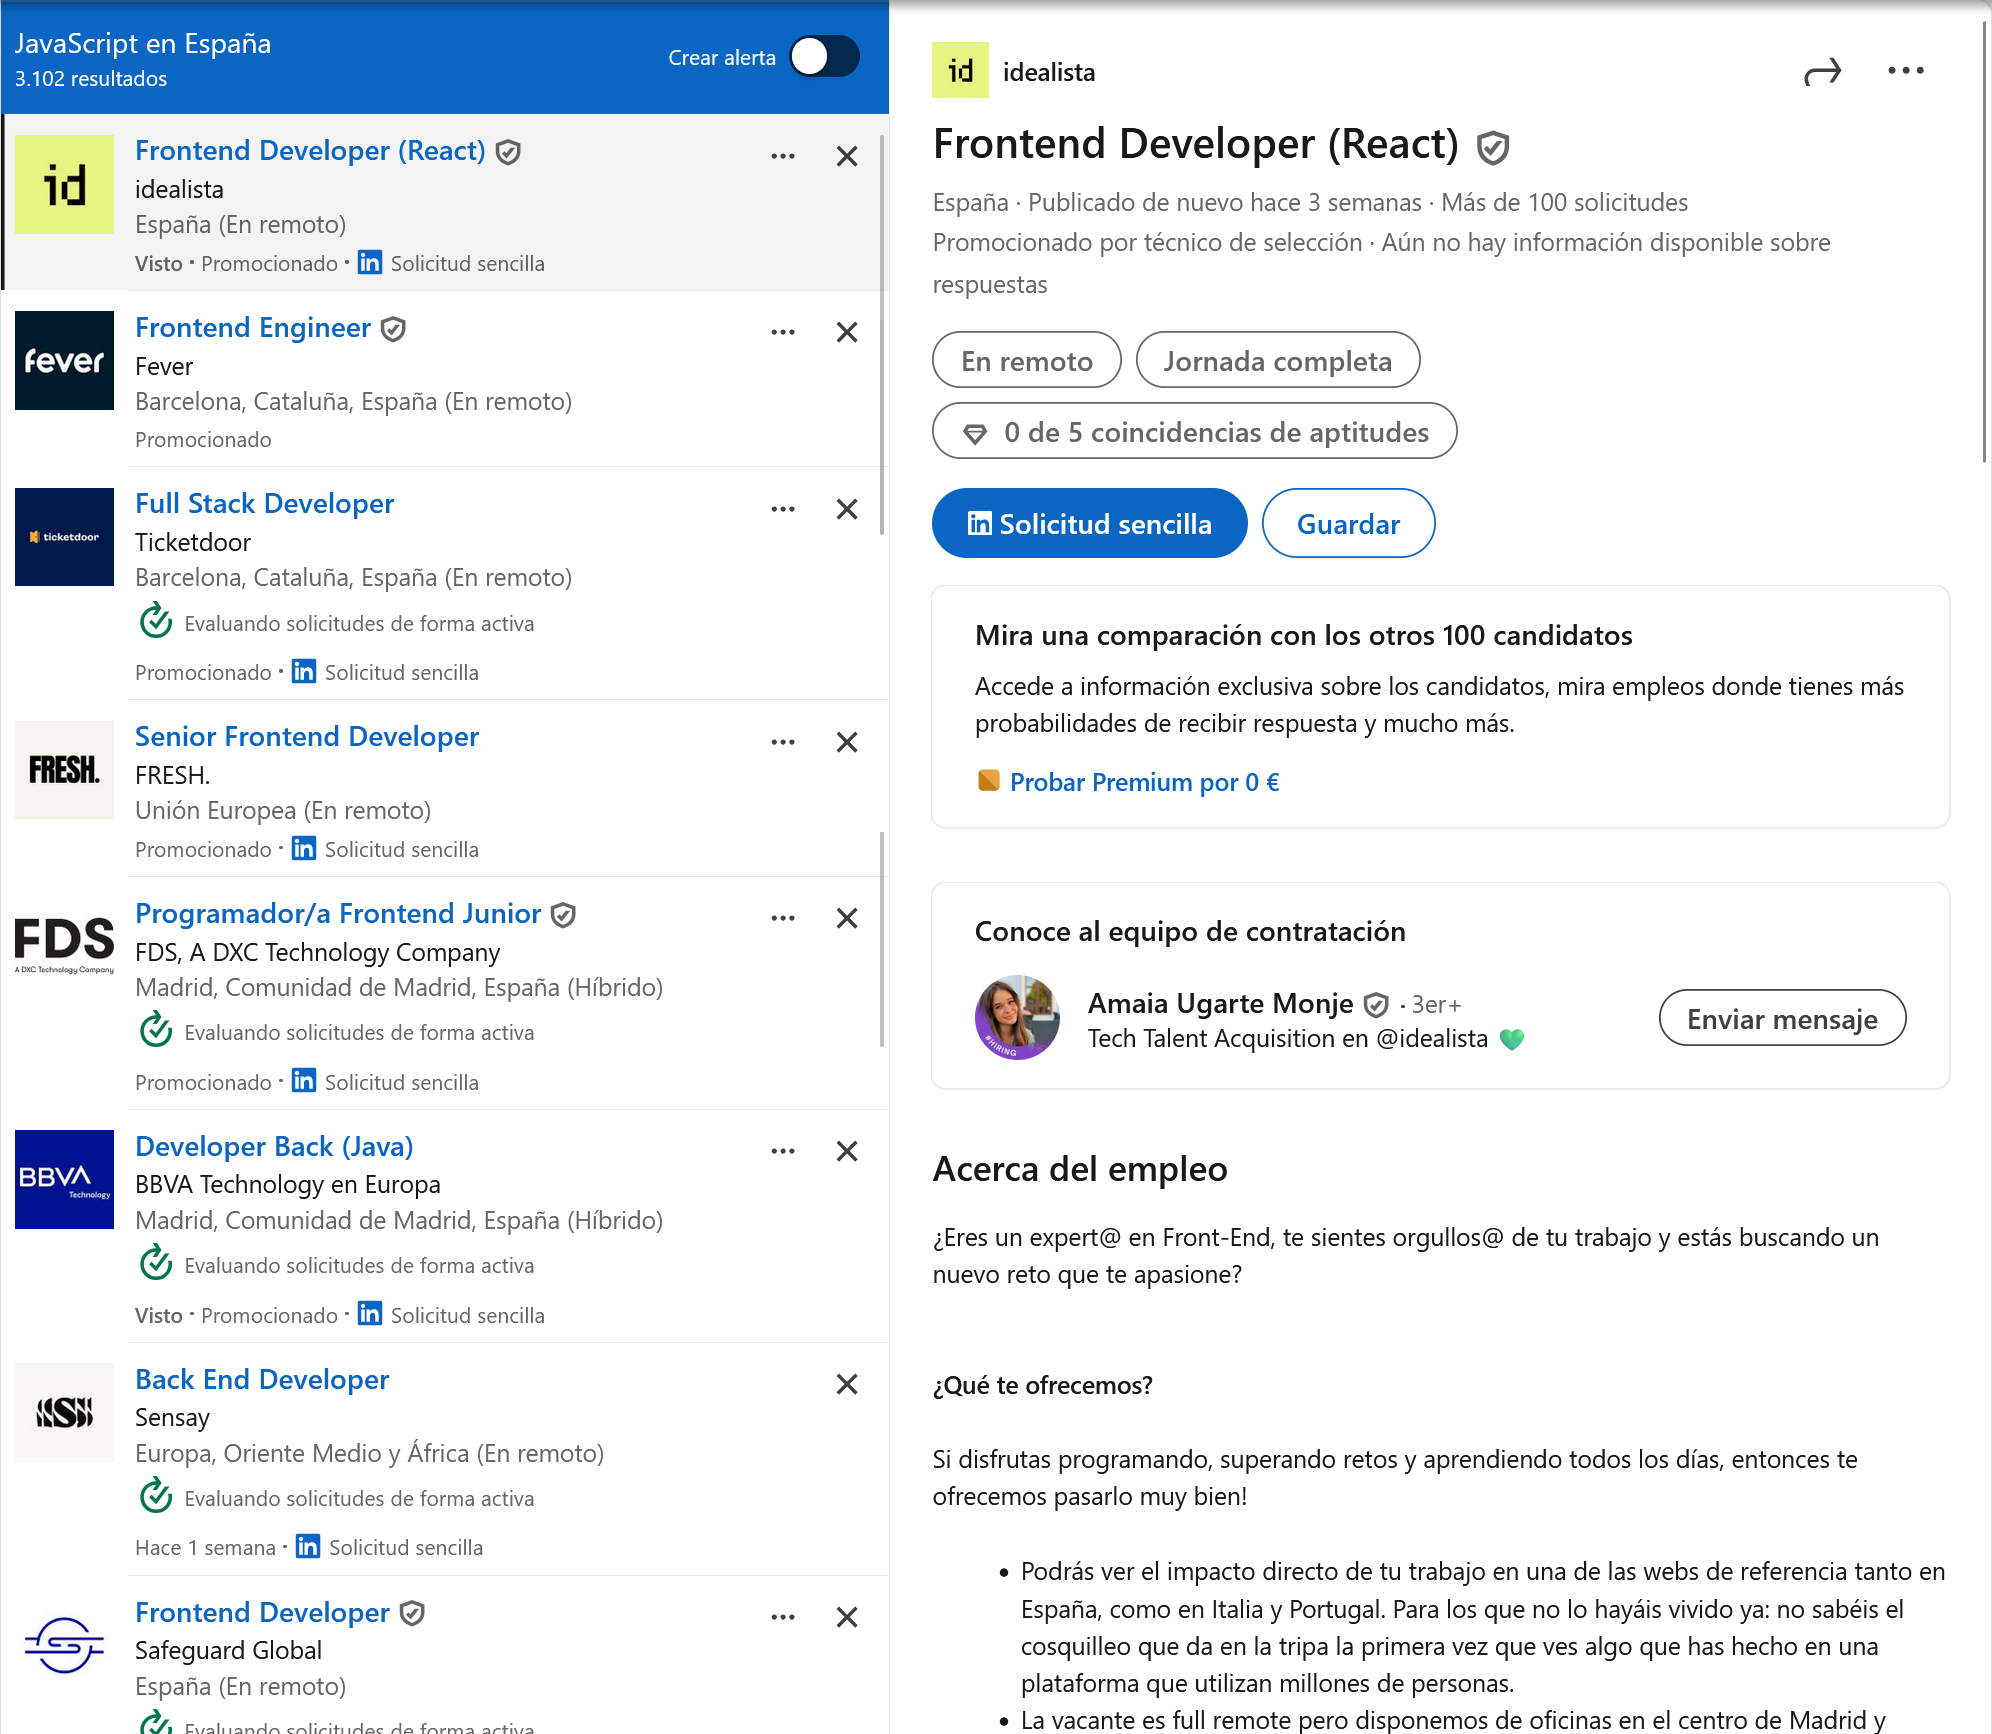 JavaScript en España
3.102 resultados
Crear alerta
id
Frontend Developer (React)
idealista
España (En remoto)
Visto · Promocionado · in Solicitud sencilla
fever
Frontend Engineer
Fever
Barcelona, Cataluña, España (En remoto)
Promocionado
ticketdoor
Full Stack Developer
Ticketdoor
Barcelona, Cataluña, España (En remoto)
Evaluando solicitudes de forma activa
Promocionado · in Solicitud sencilla
FRESH.
Senior Frontend Developer
FRESH.
Unión Europea (En remoto)
Promocionado · in Solicitud sencilla
FDS
A DXC Technology Company
Programador/a Frontend Junior
FDS, A DXC Technology Company
Madrid, Comunidad de Madrid, España (Híbrido)
Evaluando solicitudes de forma activa
Promocionado · in Solicitud sencilla
BBVA
Technology
Developer Back (Java)
BBVA Technology en Europa
Madrid, Comunidad de Madrid, España (Híbrido)
Evaluando solicitudes de forma activa
Visto · Promocionado · in Solicitud sencilla
Back End Developer
Sensay
Europa, Oriente Medio y África (En remoto)
Evaluando solicitudes de forma activa
Hace 1 semana · in Solicitud sencilla
Frontend Developer
Safeguard Global
España (En remoto)
Evaluando solicitudes de forma activa
id idealista
Frontend Developer (React)
España · Publicado de nuevo hace 3 semanas · Más de 100 solicitudes
Promocionado por técnico de selección · Aún no hay información disponible sobre
respuestas
En remoto
Jornada completa
0 de 5 coincidencias de aptitudes
in Solicitud sencilla
Guardar
Mira una comparación con los otros 100 candidatos
Accede a información exclusiva sobre los candidatos, mira empleos donde tienes más
probabilidades de recibir respuesta y mucho más.
Probar Premium por 0 €
Conoce al equipo de contratación
#HIRING
Amaia Ugarte Monje · 3er+
Tech Talent Acquisition en @idealista 💚
Enviar mensaje
Acerca del empleo
¿Eres un expert@ en Front-End, te sientes orgullos@ de tu trabajo y estás buscando un
nuevo reto que te apasione?
¿Qué te ofrecemos?
Si disfrutas programando, superando retos y aprendiendo todos los días, entonces te
ofrecemos pasarlo muy bien!
• Podrás ver el impacto directo de tu trabajo en una de las webs de referencia tanto en
España, como en Italia y Portugal. Para los que no lo hayáis vivido ya: no sabéis el
cosquilleo que da en la tripa la primera vez que ves algo que has hecho en una
plataforma que utilizan millones de personas.
• La vacante es full remote pero disponemos de oficinas en el centro de Madrid y